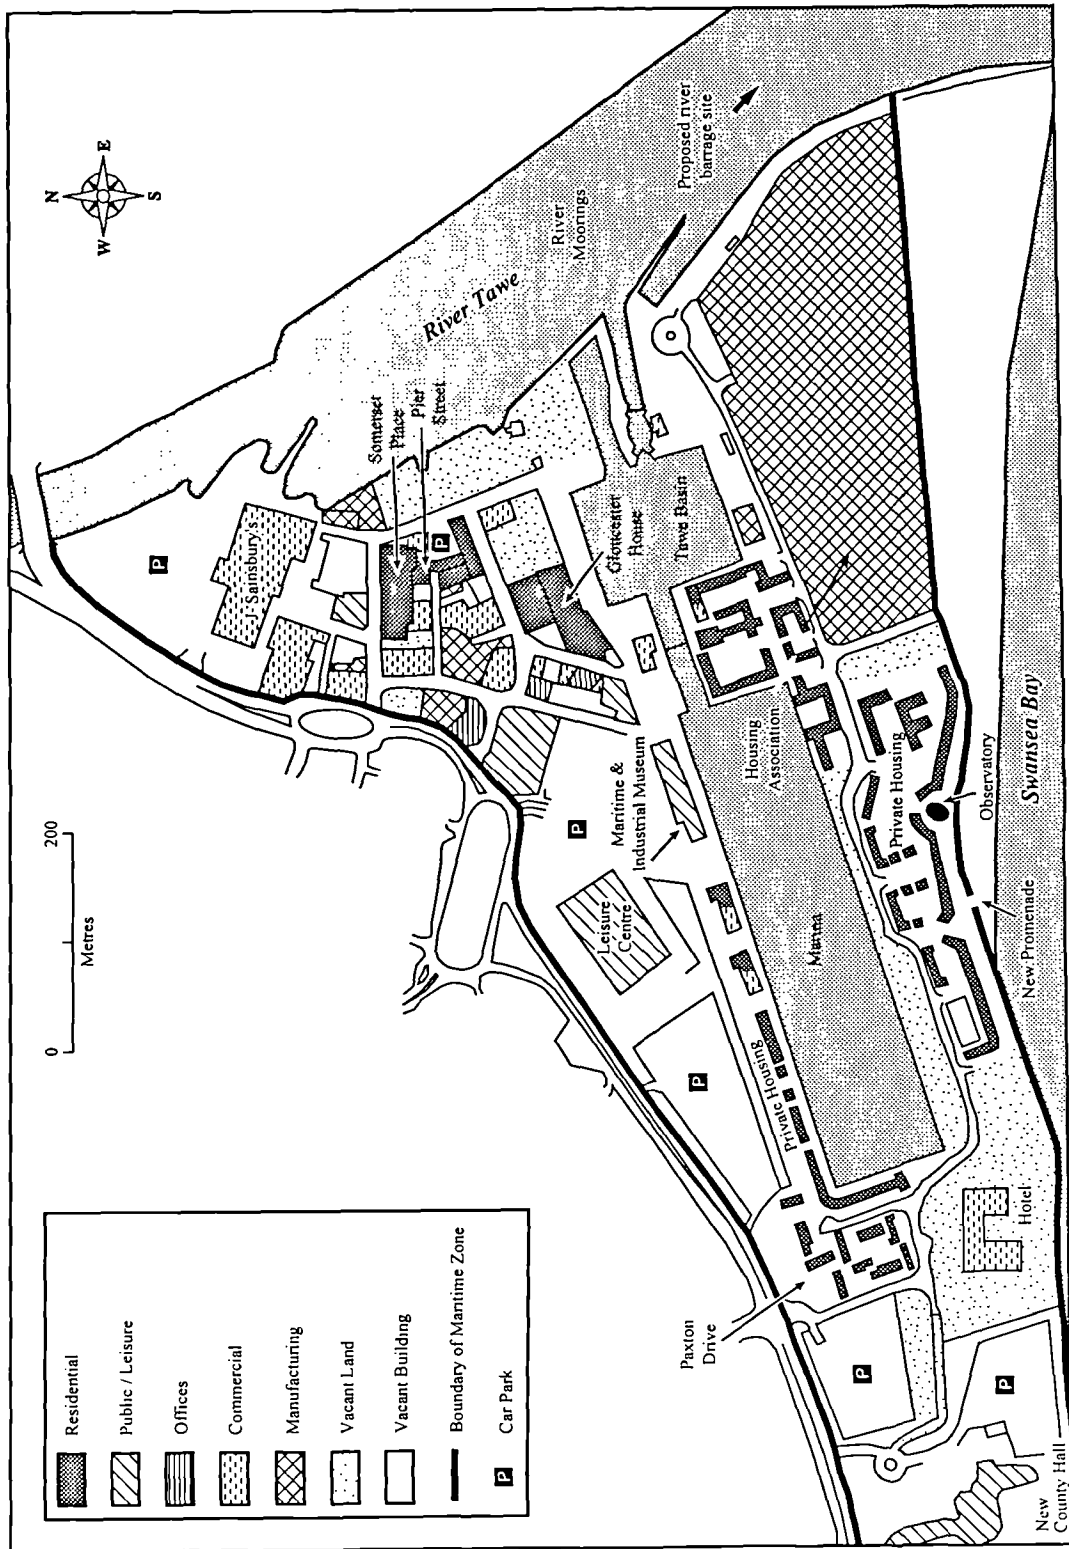 N
E
S
W
River Tawe
River
Moorings
Proposed river
barrage site
Somerset
Place
Pier
Street
P
J. Sainsbury's
P
Gloucester
House
Tawe Basin
Maritime &
Industrial Museum
P
Leisure
Centre
Housing
Association
Marina
Private Housing
Private Housing
P
Observatory
New Promenade
Swansea Bay
Hotel
Paxton
Drive
P
P
New
County Hall
0
200
Metres
Residential
Public / Leisure
Offices
Commercial
Manufacturing
Vacant Land
Vacant Building
Boundary of Maritime Zone
P
Car Park